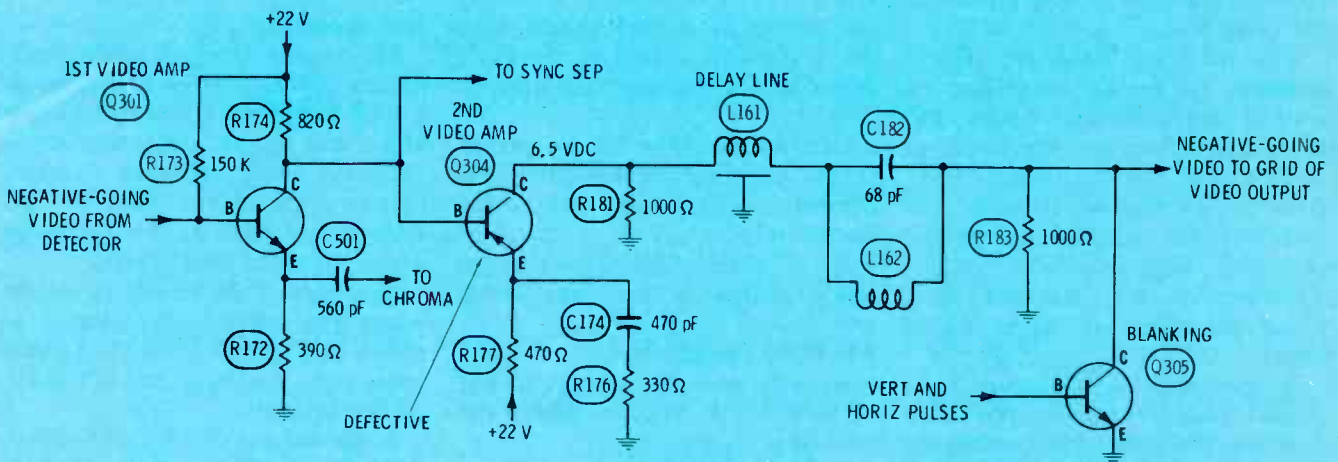 +22 V
1ST VIDEO AMP
Q301
R174
820Ω
R173
150 K
NEGATIVE-GOING
VIDEO FROM
DETECTOR
B
C
E
C501
560 pF
TO
CHROMA
R172
390Ω
TO SYNC SEP
2ND
VIDEO AMP
Q304
6.5 VDC
B
C
E
DEFECTIVE
R177
470Ω
+22 V
C174
470 pF
R176
330Ω
R181
1000Ω
DELAY LINE
L161
C182
68 pF
L162
R183
1000Ω
NEGATIVE-GOING
VIDEO TO GRID OF
VIDEO OUTPUT
BLANKING
Q305
B
C
E
VERT AND
HORIZ PULSES